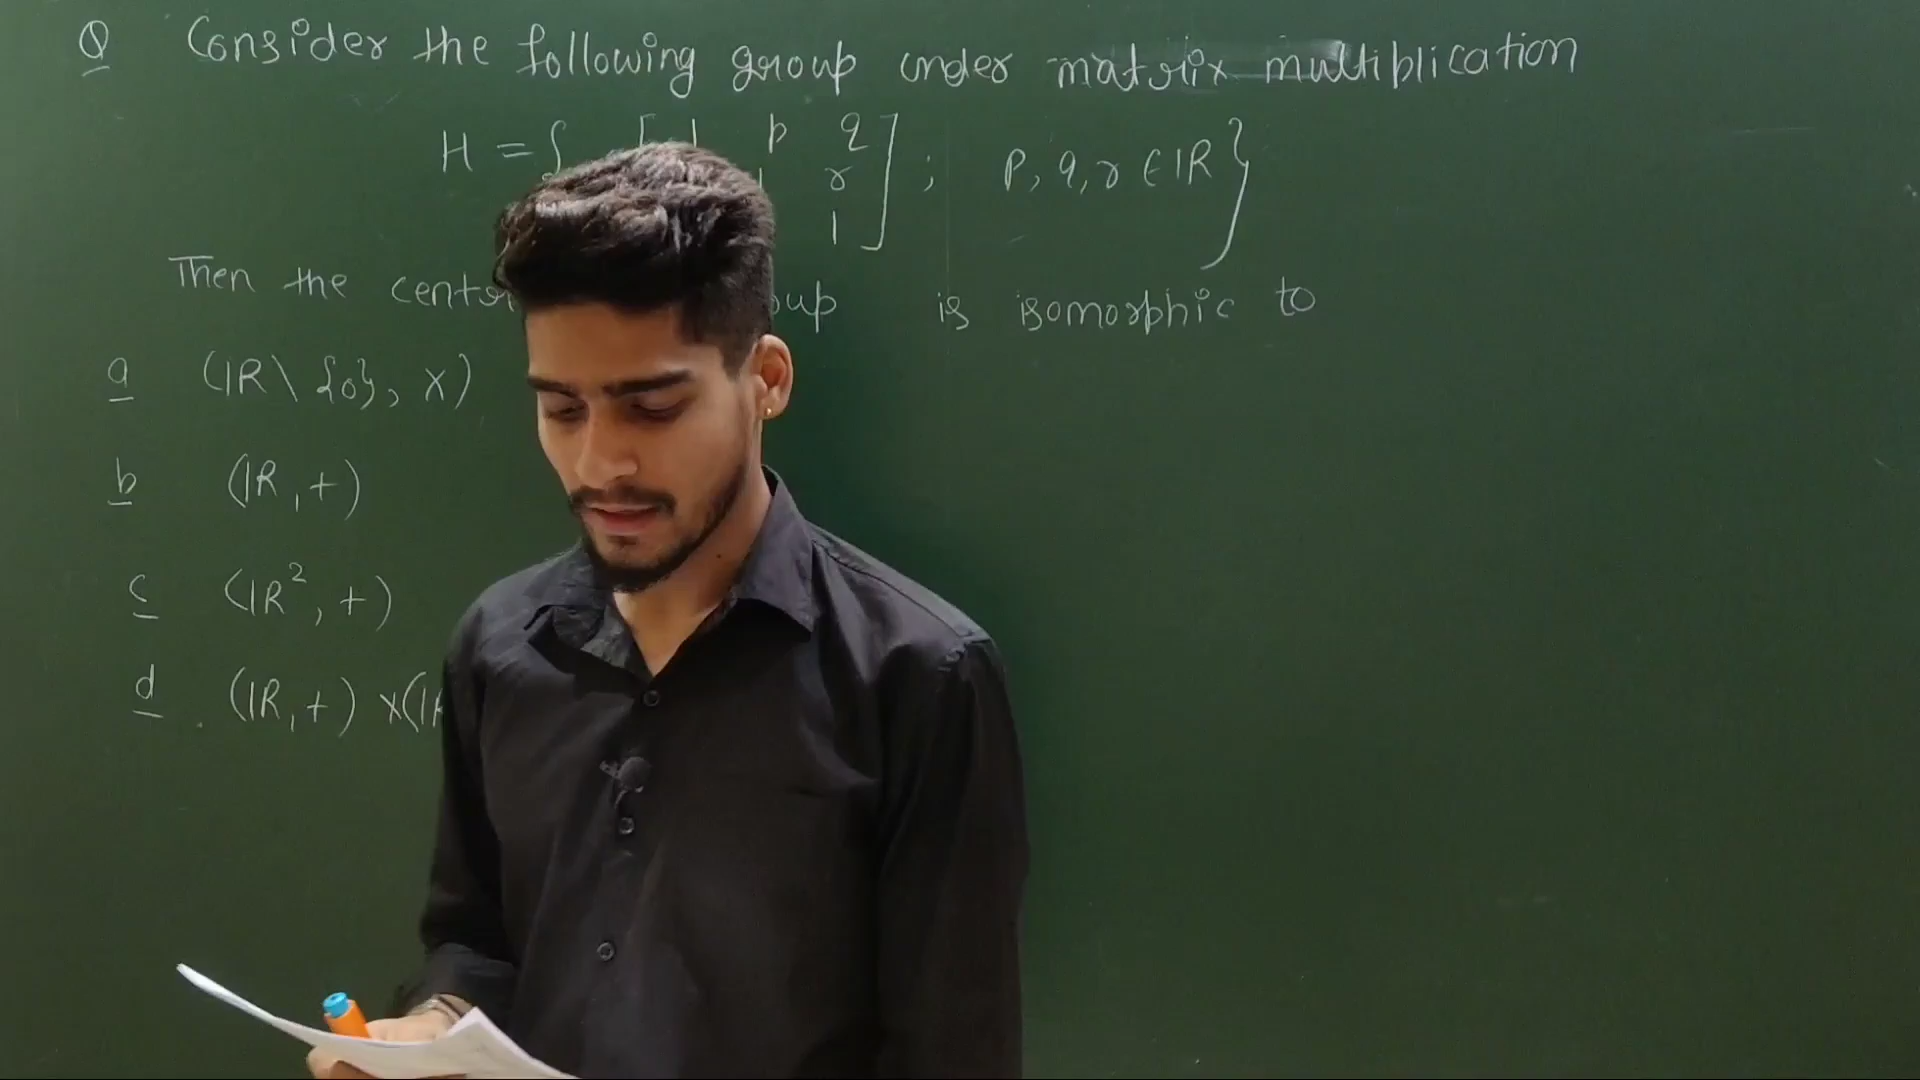 Q Consider the following group under matrix multiplication
H = { [ 1 p q
r ] ; P, q, r ∈ IR }
1
Then the is isomorphic to
a (IR \ {0}, X)
b (IR, +)
c (IR², +)
d. (IR, +) X